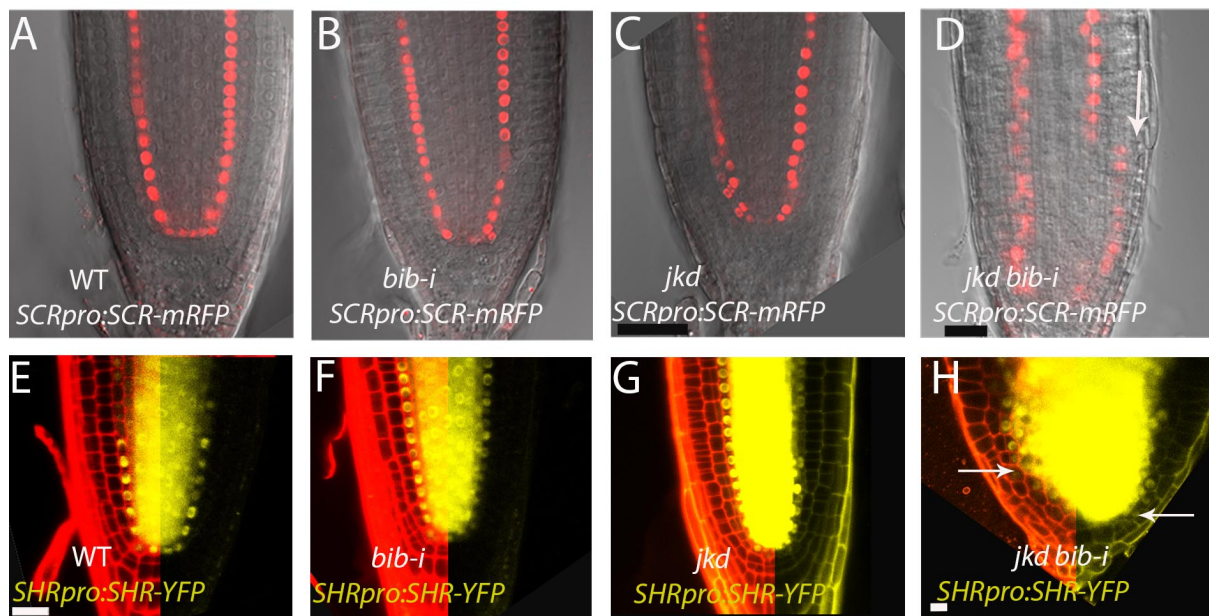 A
WT
SCRpro:SCR-mRFP
B
bib-i
SCRpro:SCR-mRFP
C
jkd
SCRpro:SCR-mRFP
D
jkd bib-i
SCRpro:SCR-mRFP
E
WT
SHRpro:SHR-YFP
F
bib-i
SHRpro:SHR-YFP
G
jkd
SHRpro:SHR-YFP
H
jkd bib-i
SHRpro:SHR-YFP